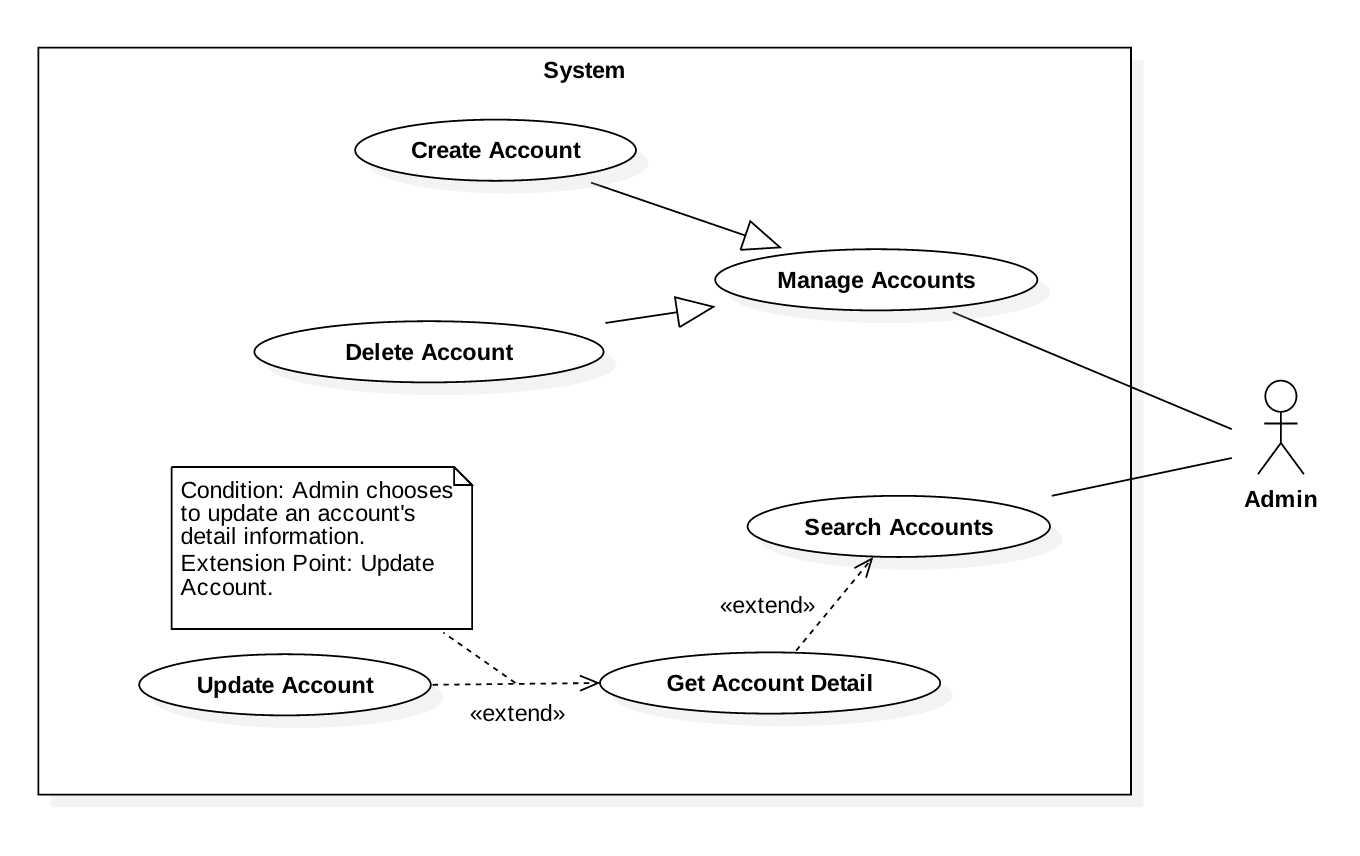 System
Create Account
Manage Accounts
Delete Account
Condition: Admin chooses
to update an account's
detail information.
Extension Point: Update
Account.
Admin
Search Accounts
«extend»
Update Account
Get Account Detail
«extend»